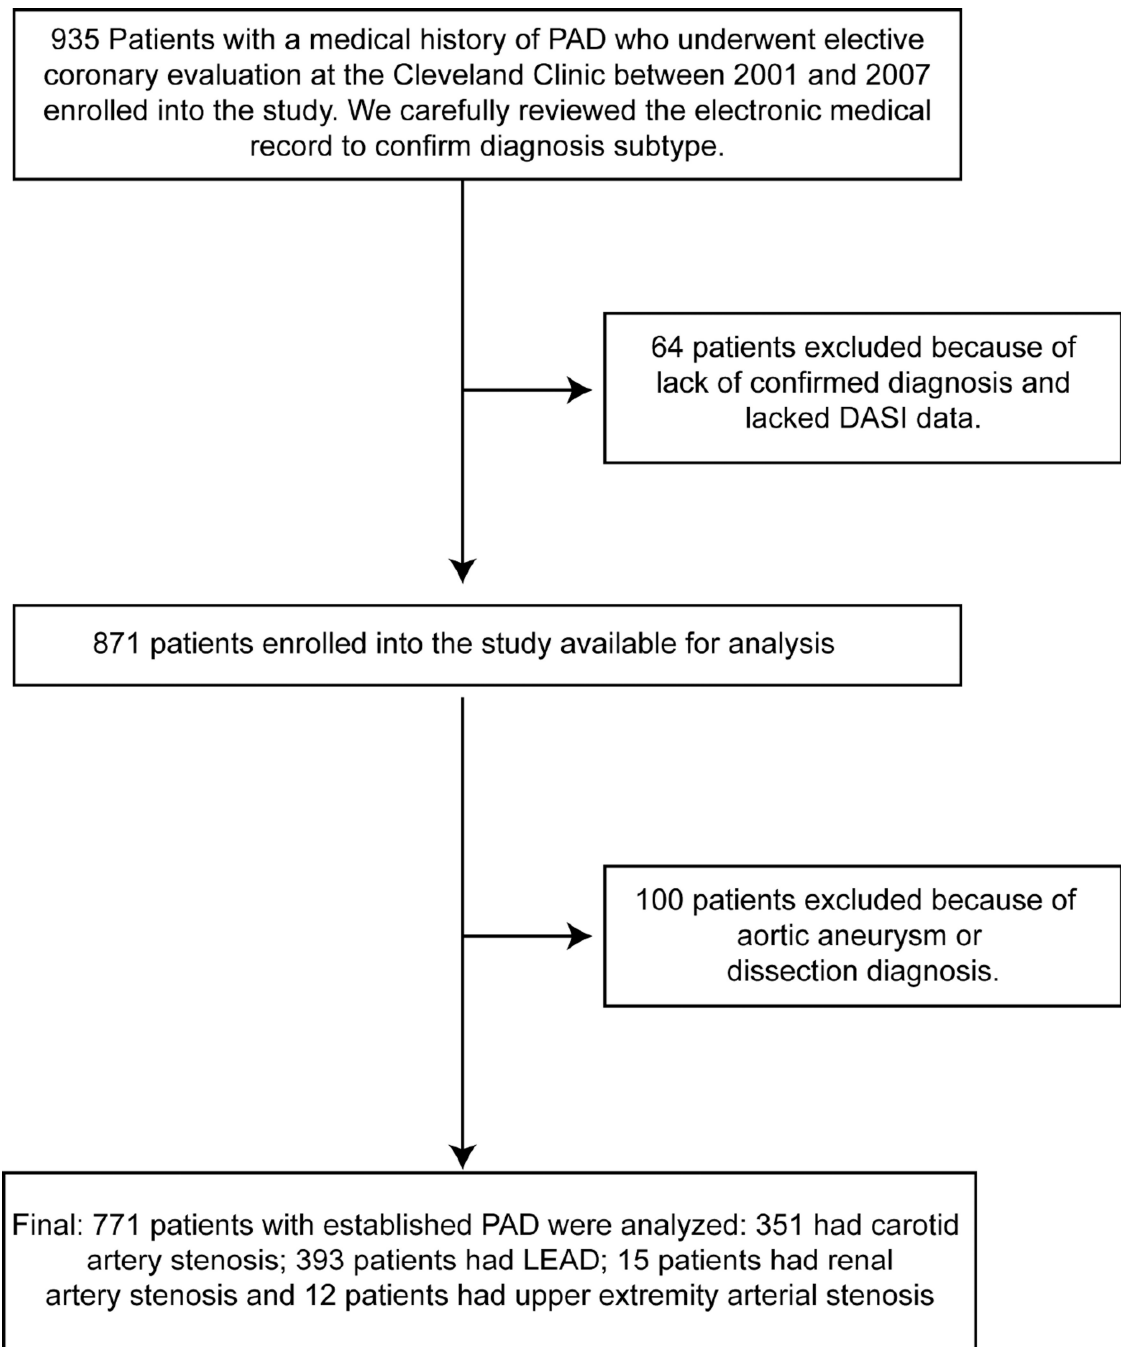 935 Patients with a medical history of PAD who underwent elective
coronary evaluation at the Cleveland Clinic between 2001 and 2007
enrolled into the study. We carefully reviewed the electronic medical
record to confirm diagnosis subtype.
64 patients excluded because of
lack of confirmed diagnosis and
lacked DASI data.
871 patients enrolled into the study available for analysis
100 patients excluded because of
aortic aneurysm or
dissection diagnosis.
Final: 771 patients with established PAD were analyzed: 351 had carotid
artery stenosis; 393 patients had LEAD; 15 patients had renal
artery stenosis and 12 patients had upper extremity arterial stenosis